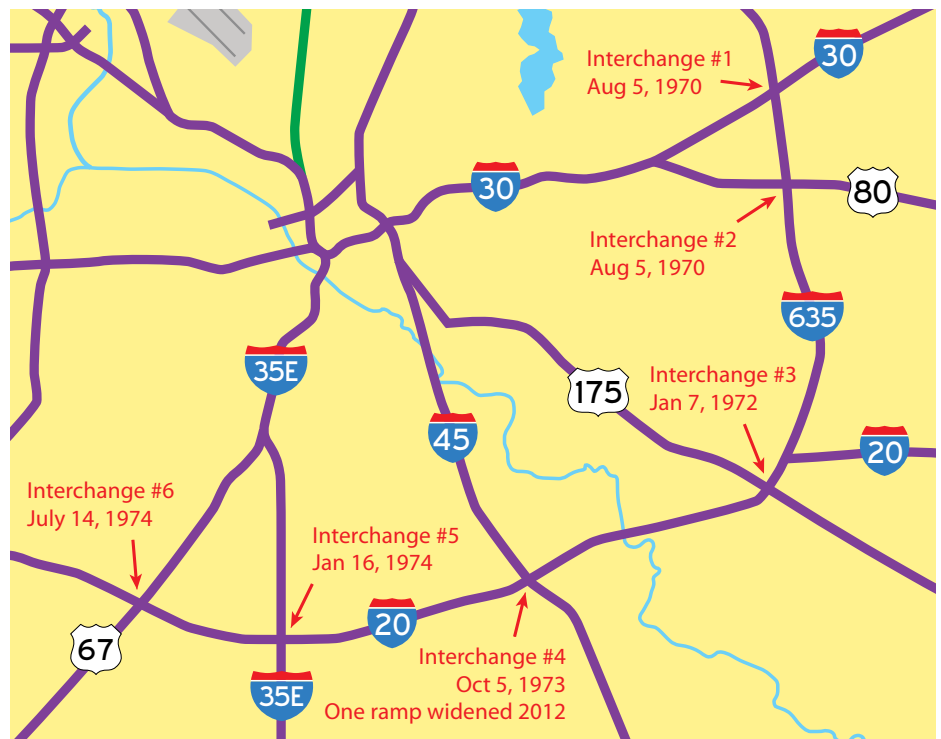 Interchange #1
Aug 5, 1970
30
30
80
Interchange #2
Aug 5, 1970
635
35E
175
Interchange #3
Jan 7, 1972
45
20
Interchange #6
July 14, 1974
Interchange #5
Jan 16, 1974
20
67
Interchange #4
Oct 5, 1973
One ramp widened 2012
35E